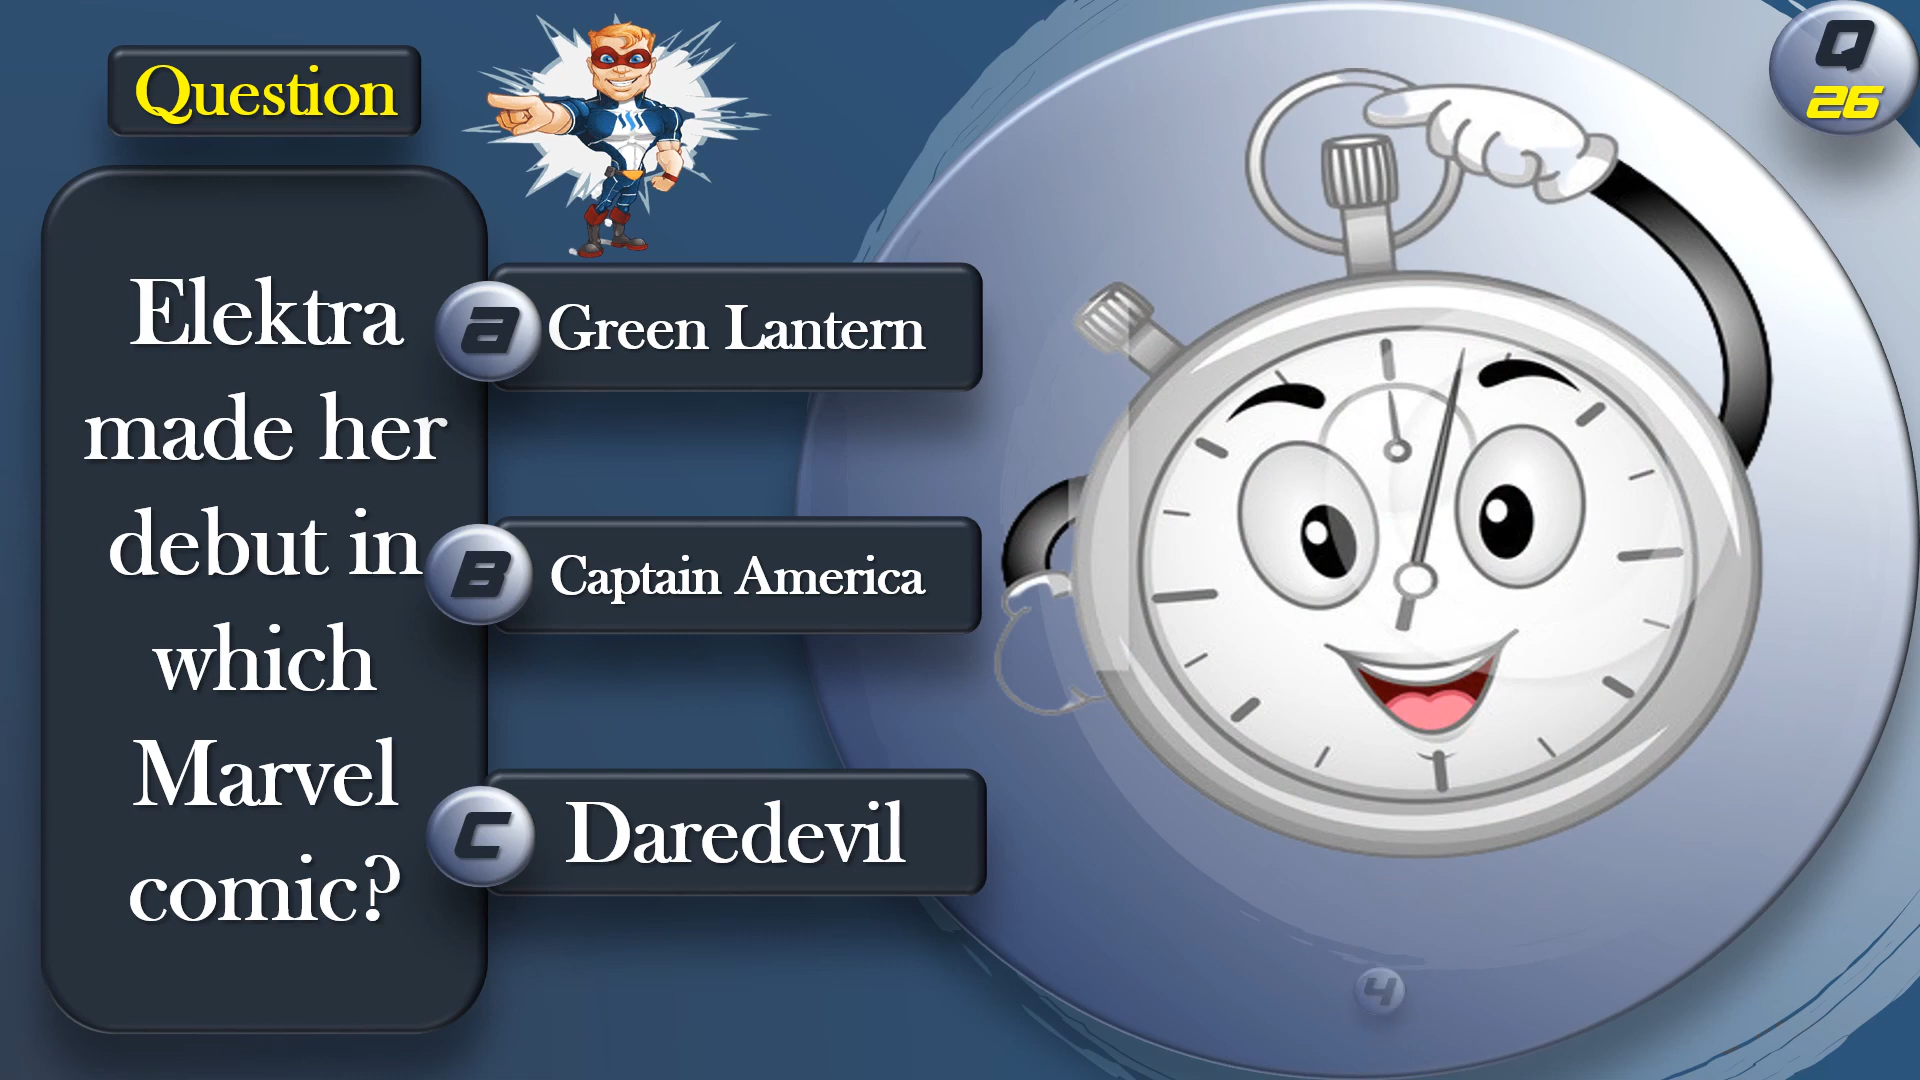 Question
Q
26
Elektra
made her
debut in
which
Marvel
comic?
a Green Lantern
B Captain America
C Daredevil
4